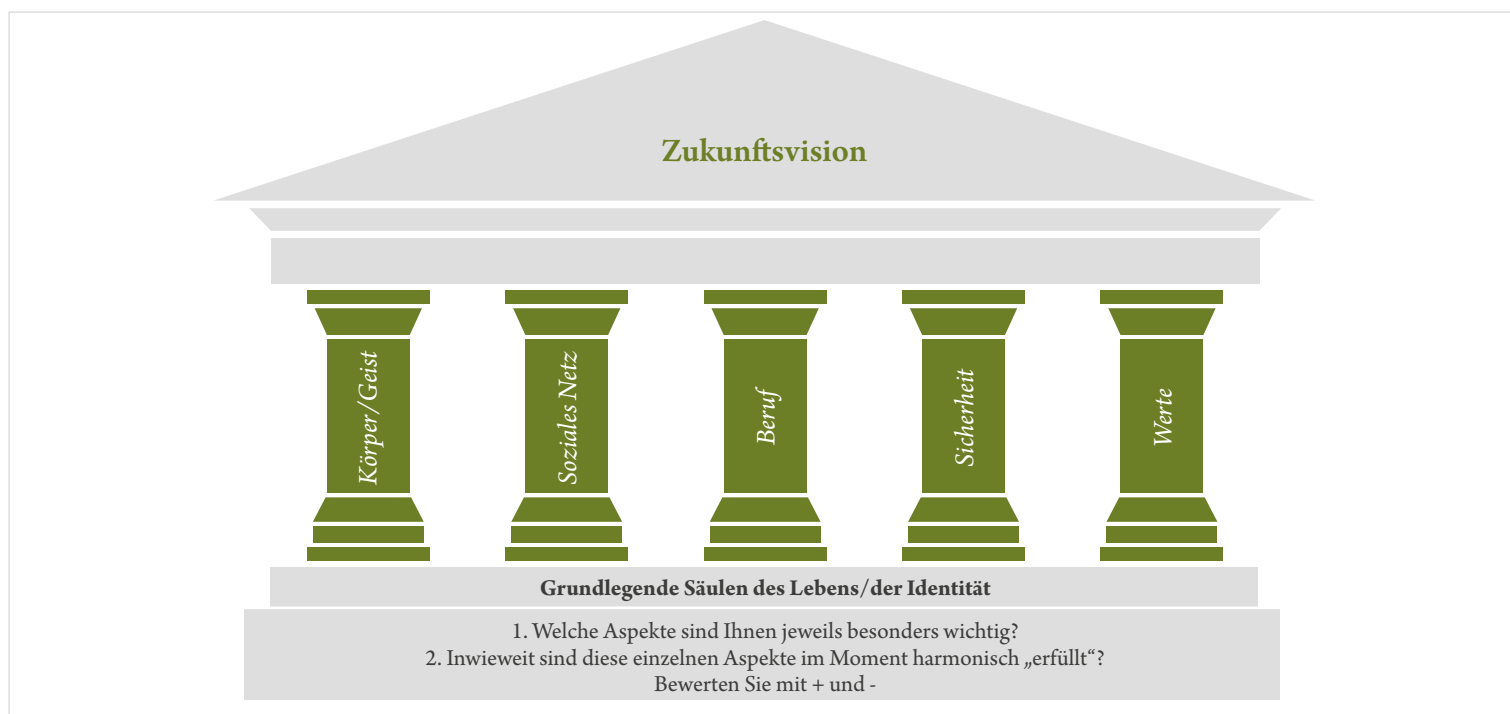 Zukunftsvision
Körper/Geist
Soziales Netz
Beruf
Sicherheit
Werte
Grundlegende Säulen des Lebens/der Identität
1. Welche Aspekte sind Ihnen jeweils besonders wichtig?
2. Inwieweit sind diese einzelnen Aspekte im Moment harmonisch „erfüllt“?
Bewerten Sie mit + und -